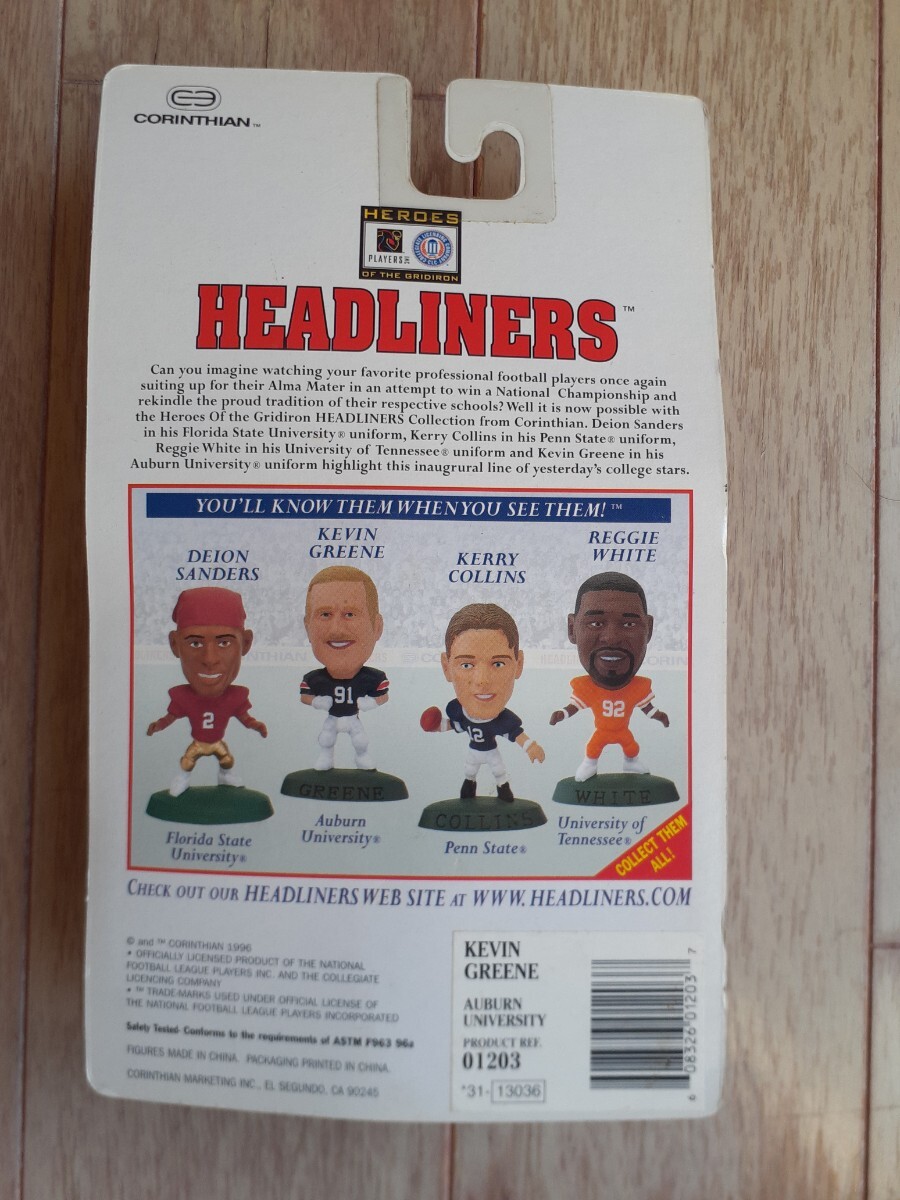 CORINTHIAN™
HEROES
PLAYERS INC
OF THE GRIDIRON
HEADLINERS™
Can you imagine watching your favorite professional football players once again
suiting up for their Alma Mater in an attempt to win a National Championship and
rekindle the proud tradition of their respective schools? Well it is now possible with
the Heroes Of the Gridiron HEADLINERS Collection from Corinthian. Deion Sanders
in his Florida State University® uniform, Kerry Collins in his Penn State® uniform,
Reggie White in his University of Tennessee® uniform and Kevin Greene in his
Auburn University® uniform highlight this inaugrural line of yesterday's college stars.
YOU'LL KNOW THEM WHEN YOU SEE THEM!™
DEION
SANDERS
KEVIN
GREENE
KERRY
COLLINS
REGGIE
WHITE
2
91
12
92
GREENE
COLLINS
WHITE
Florida State
University®
Auburn
University®
Penn State®
University of
Tennessee®
COLLECT THEM
ALL!
CHECK OUT OUR HEADLINERS WEB SITE AT WWW. HEADLINERS.COM
© and ™ CORINTHIAN 1996
• OFFICIALLY LICENSED PRODUCT OF THE NATIONAL
FOOTBALL LEAGUE PLAYERS INC. AND THE COLLEGIATE
LICENCING COMPANY
• ™ TRADE-MARKS USED UNDER OFFICIAL LICENSE OF
THE NATIONAL FOOTBALL LEAGUE PLAYERS INCORPORATED
Safety Tested- Conforms to the requirements of ASTM F963 96a
FIGURES MADE IN CHINA. PACKAGING PRINTED IN CHINA.
CORINTHIAN MARKETING INC., EL SEGUNDO, CA 90245
KEVIN
GREENE
AUBURN
UNIVERSITY
PRODUCT REF.
01203
*31-13036
6 08326 01203 7